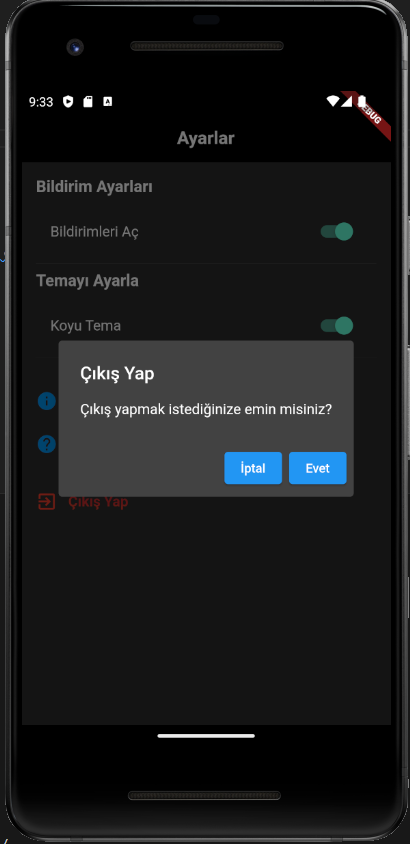 9:33
DEBUG
Ayarlar
Bildirim Ayarları
Bildirimleri Aç
Temayı Ayarla
Koyu Tema
Çıkış Yap
Çıkış yapmak istediğinize emin misiniz?
İptal
Evet
Çıkış Yap